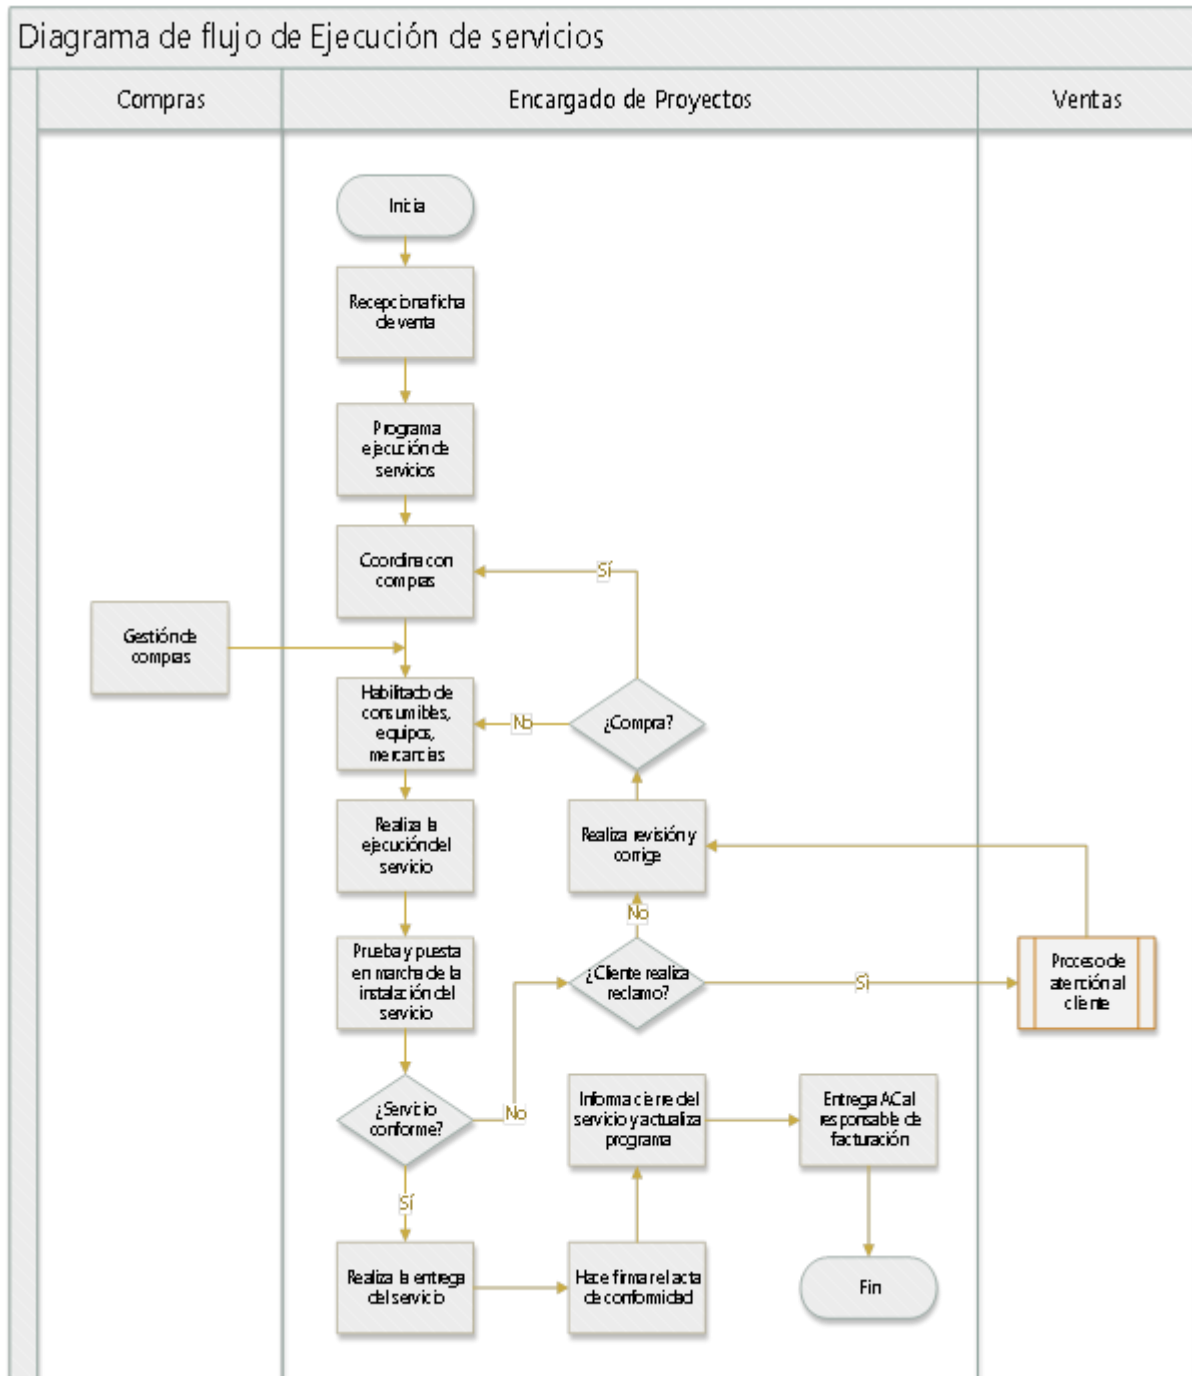 Diagrama de flujo de Ejecución de servicios
Compras
Encargado de Proyectos
Ventas
Inicia
Recepciona ficha
de venta
Programa
ejecución de
servicios
Coordina con
compras
Sí
Gestión de
compras
Habilitado de
consumibles,
equipos,
mercancías
No
¿Compra?
Realiza la
ejecución del
servicio
Realiza revisión y
corrige
No
Prueba y puesta
en marcha de la
instalación del
servicio
¿Cliente realiza
reclamo?
Sì
Proceso de
atención al
cliente
¿Servicio
conforme?
No
Informa cierre del
servicio y actualiza
programa
Entrega AC al
responsable de
facturación
Sí
Realiza la entrega
del servicio
Hace firmar el acta
de conformidad
Fin